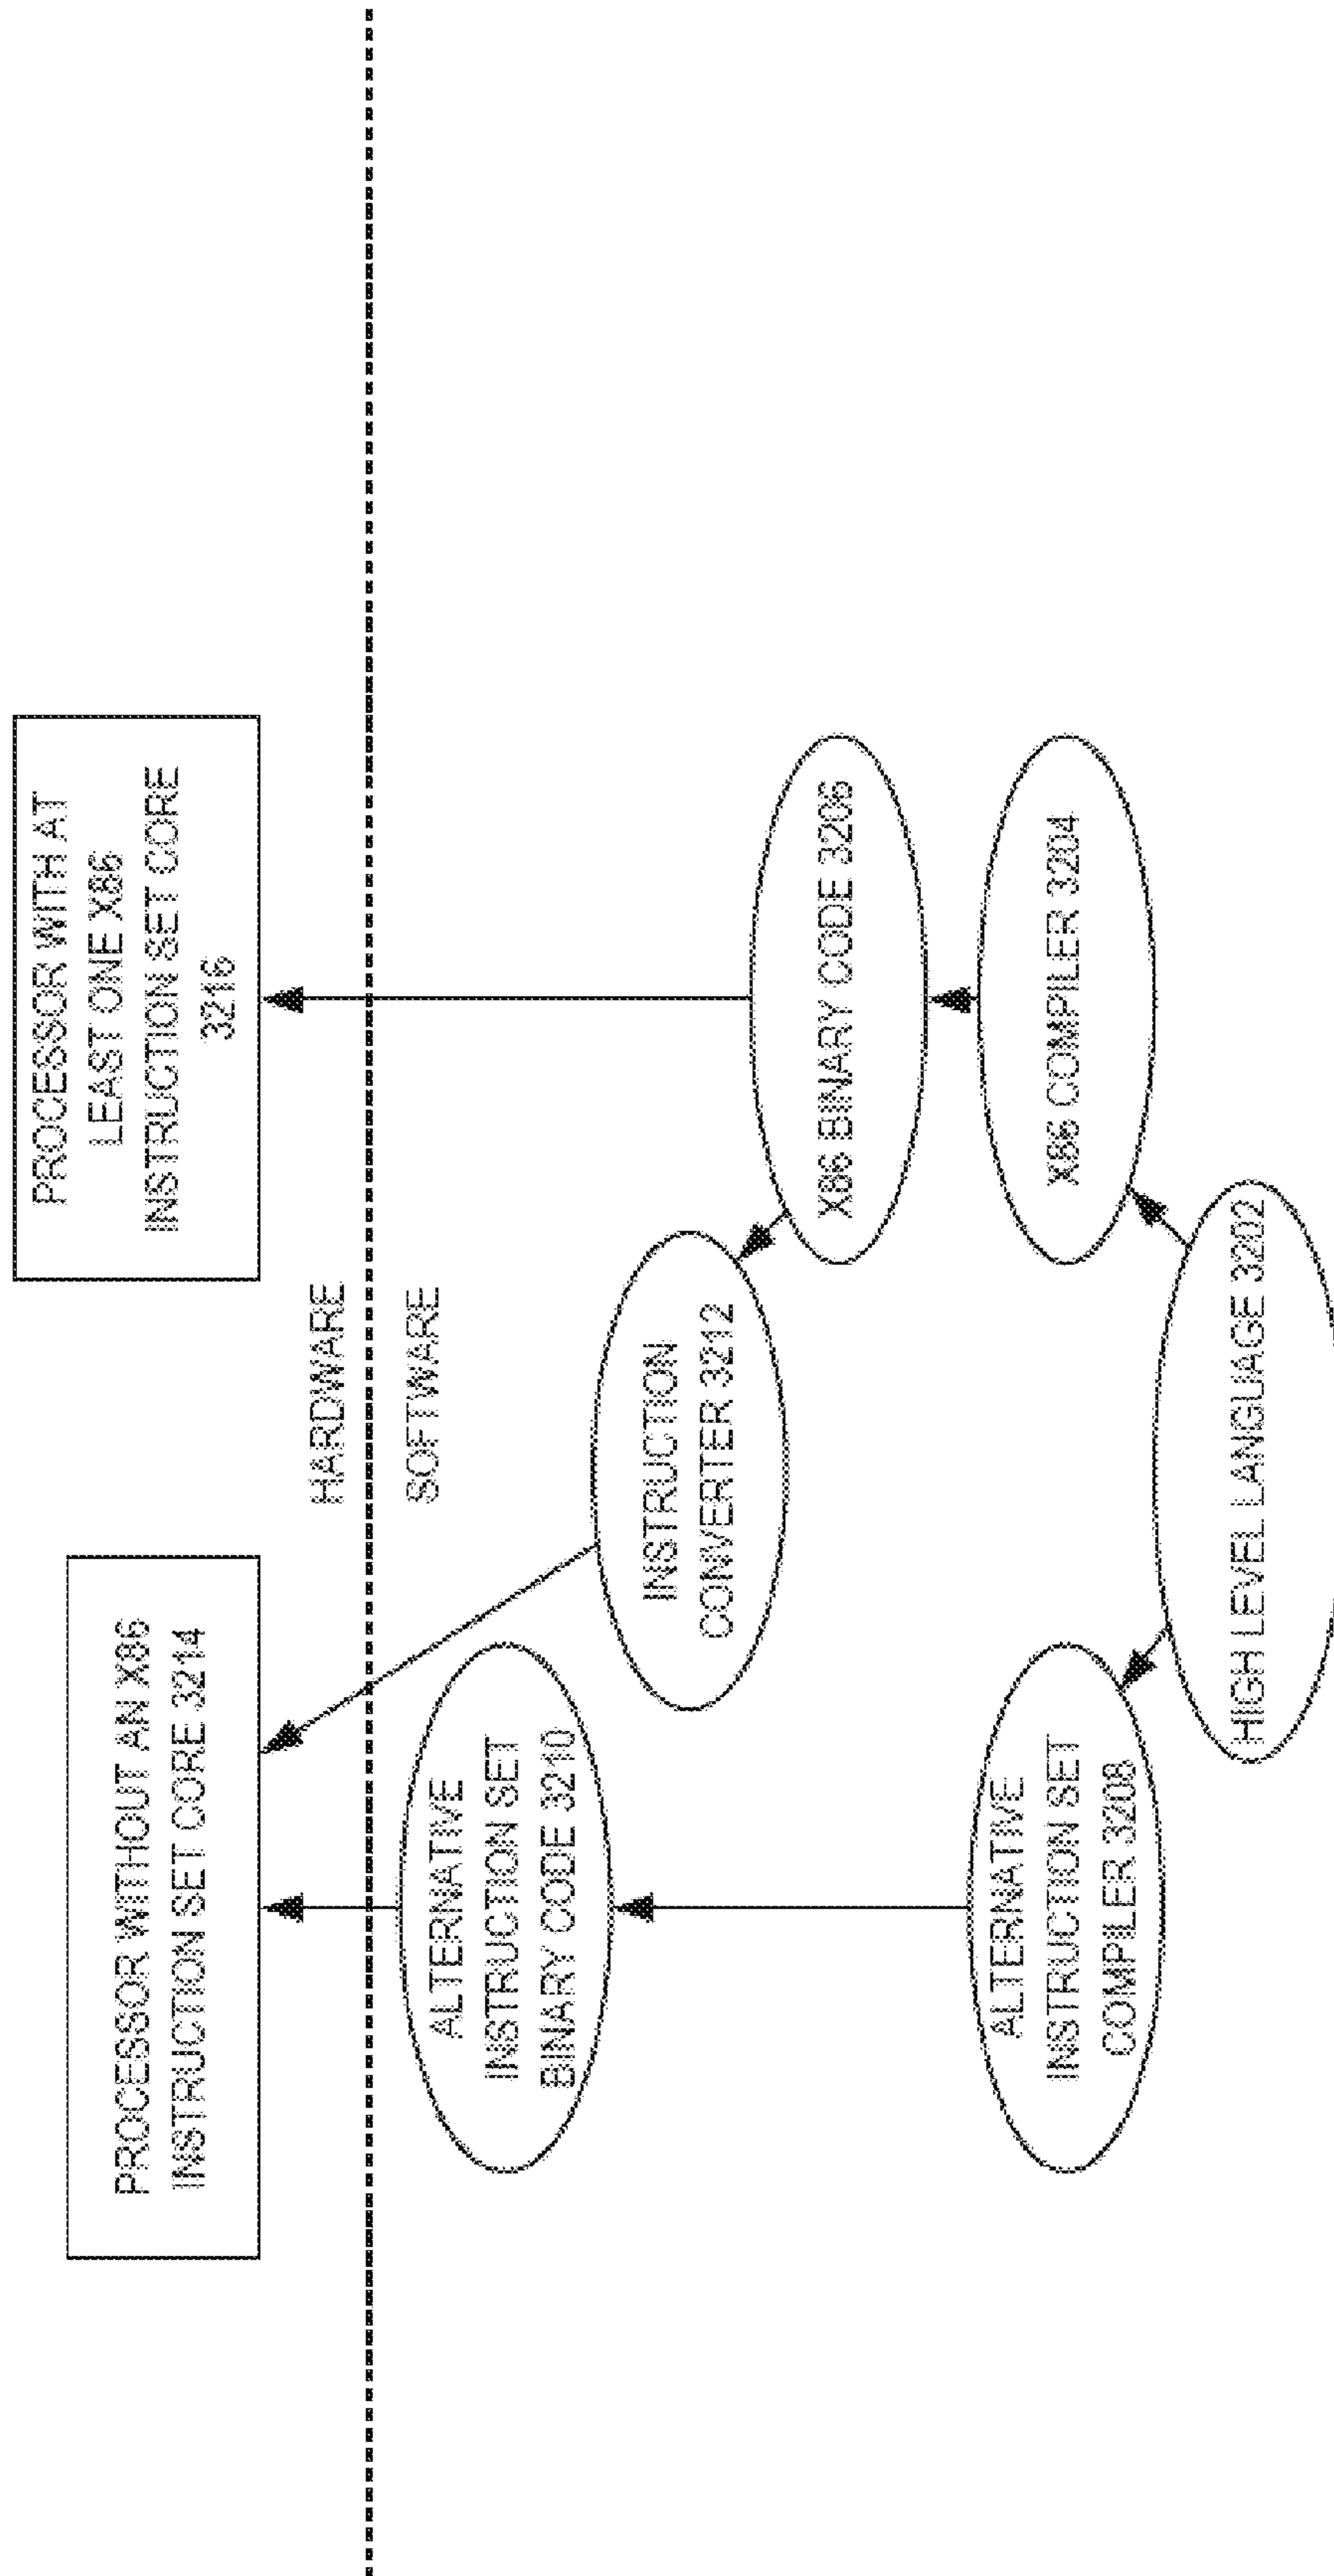 PROCESSOR WITHOUT AN X86
INSTRUCTION SET CORE 3214
PROCESSOR WITH AT
LEAST ONE X86
INSTRUCTION SET CORE
3216
HARDWARE
SOFTWARE
ALTERNATIVE
INSTRUCTION SET
BINARY CODE 3210
INSTRUCTION
CONVERTER 3212
X86 BINARY CODE 3206
ALTERNATIVE
INSTRUCTION SET
COMPILER 3208
X86 COMPILER 3204
HIGH LEVEL LANGUAGE 3202